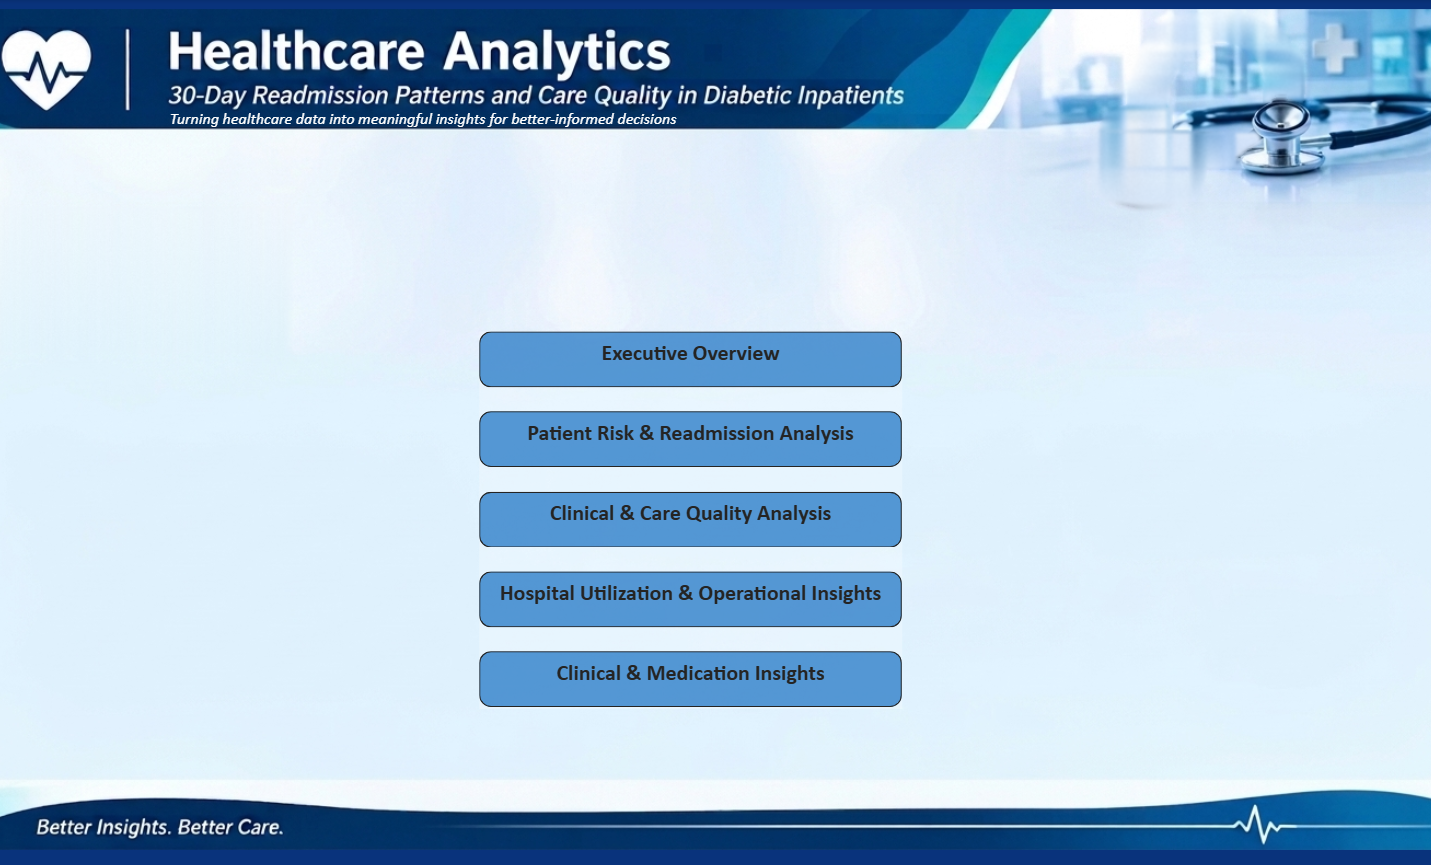 Healthcare Analytics
30-Day Readmission Patterns and Care Quality in Diabetic Inpatients
Turning healthcare data into meaningful insights for better-informed decisions
Executive Overview
Patient Risk & Readmission Analysis
Clinical & Care Quality Analysis
Hospital Utilization & Operational Insights
Clinical & Medication Insights
Better Insights. Better Care.